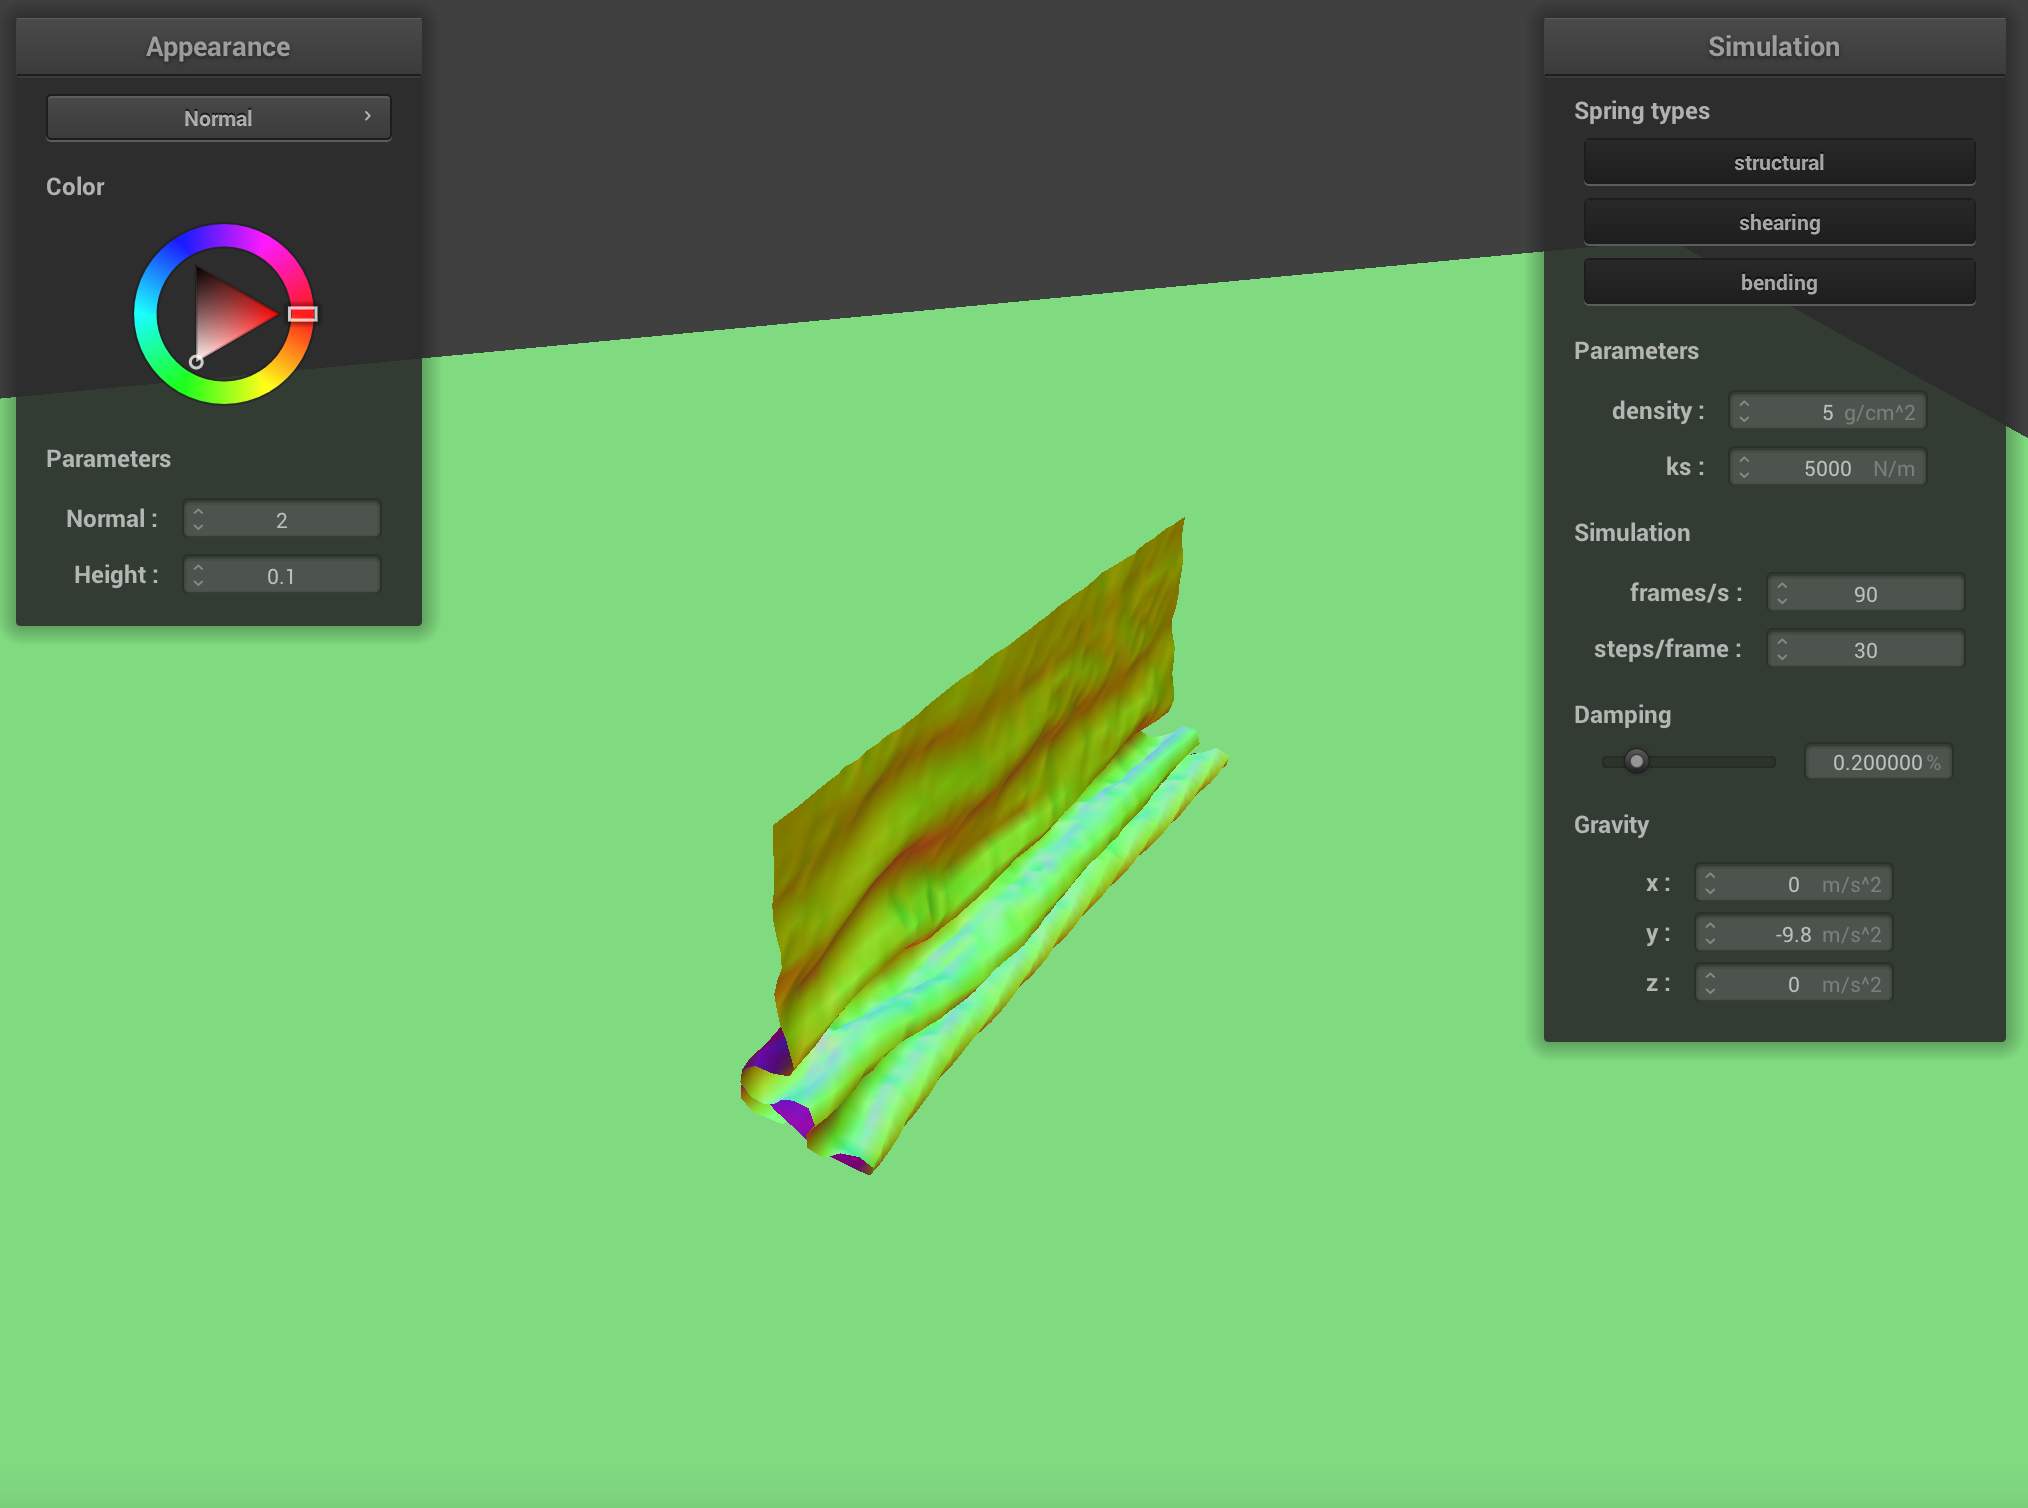 Appearance
Normal
Color
Parameters
Normal : 2
Height : 0.1
Simulation
Spring types
structural
shearing
bending
Parameters
density : 5 g/cm^2
ks : 5000 N/m
Simulation
frames/s : 90
steps/frame : 30
Damping
0.200000 %
Gravity
x : 0 m/s^2
y : -9.8 m/s^2
z : 0 m/s^2